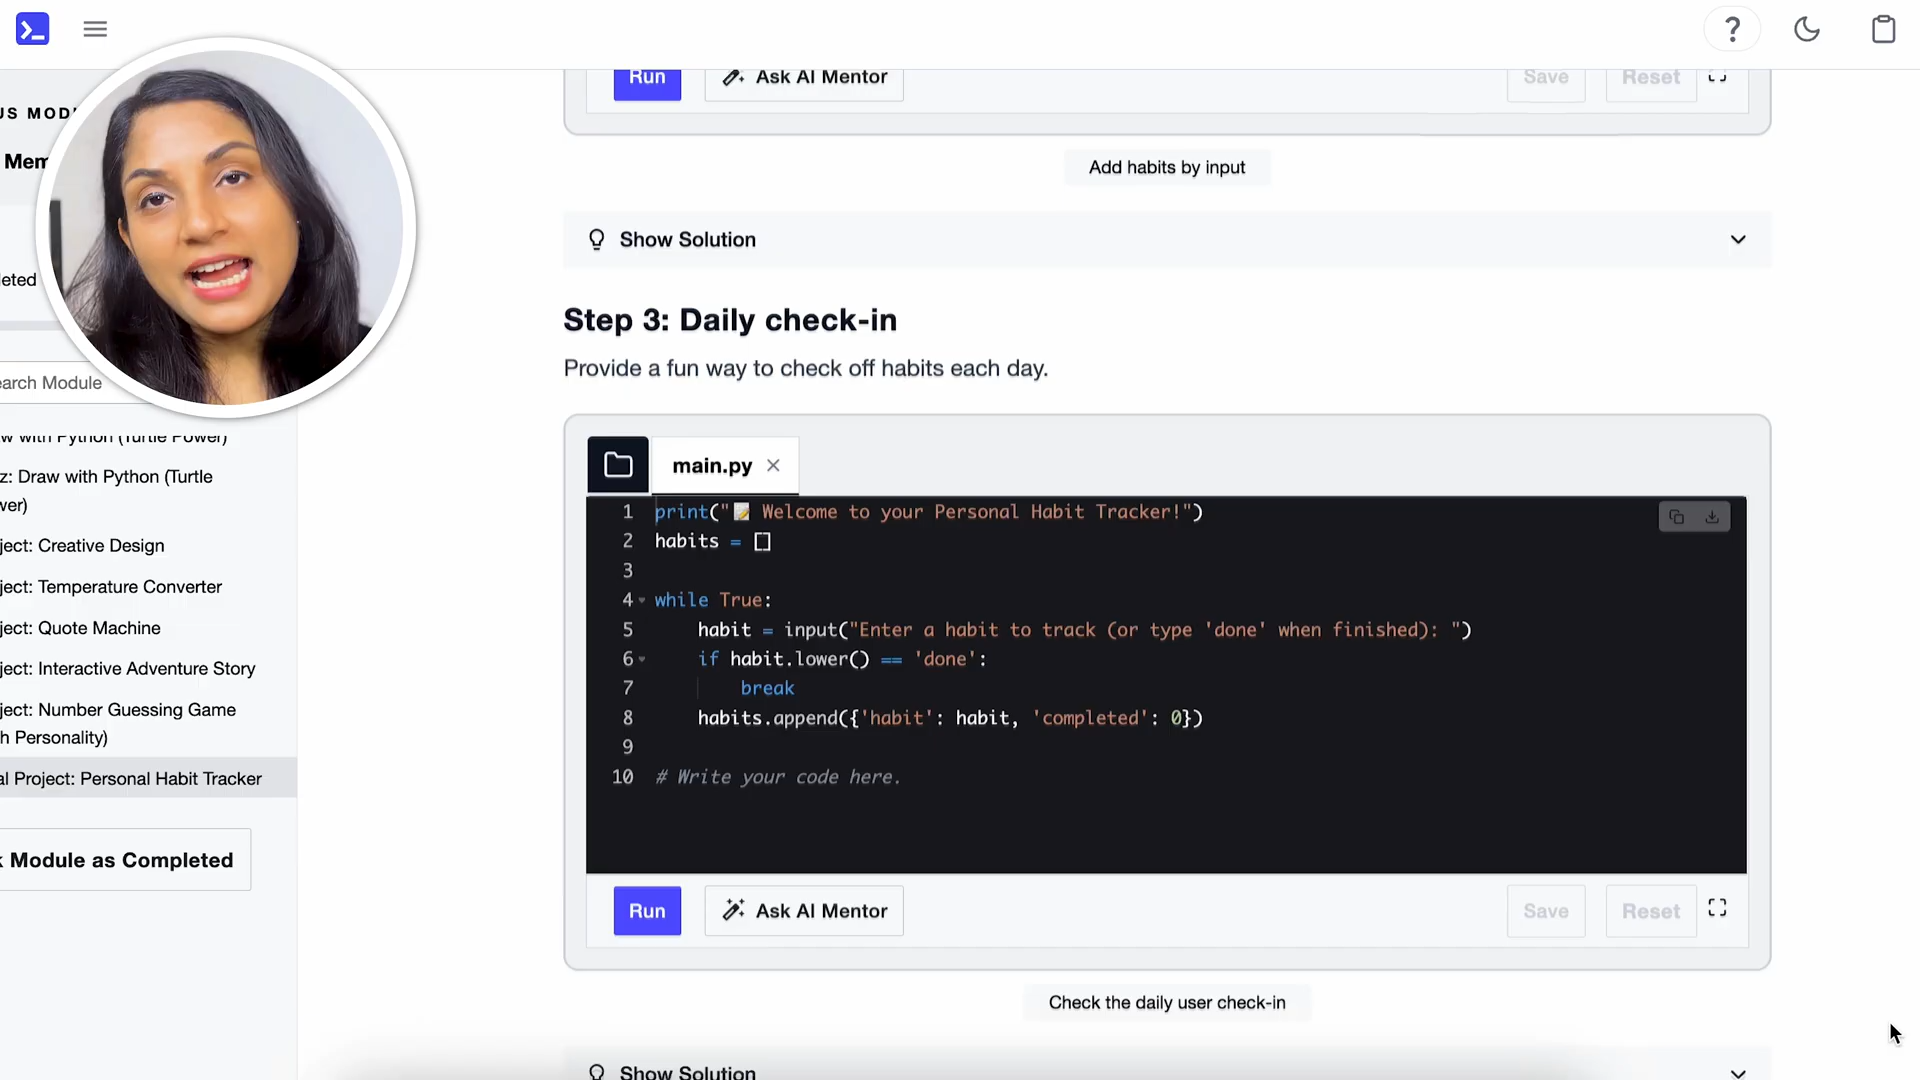 ?
Run
Ask AI Mentor
Save
Reset
US MOD
Mem
leted
earch Module
w with Python (Turtle Power)
z: Draw with Python (Turtle
wer)
ject: Creative Design
ject: Temperature Converter
ject: Quote Machine
ject: Interactive Adventure Story
ject: Number Guessing Game
h Personality)
al Project: Personal Habit Tracker
k Module as Completed
Add habits by input
Show Solution
Step 3: Daily check-in
Provide a fun way to check off habits each day.
main.py
1 print("📝 Welcome to your Personal Habit Tracker!")
2 habits = []
3
4 while True:
5 habit = input("Enter a habit to track (or type 'done' when finished): ")
6 if habit.lower() == 'done':
7 break
8 habits.append({'habit': habit, 'completed': 0})
9
10 # Write your code here.
Run
Ask AI Mentor
Save
Reset
Check the daily user check-in
Show Solution